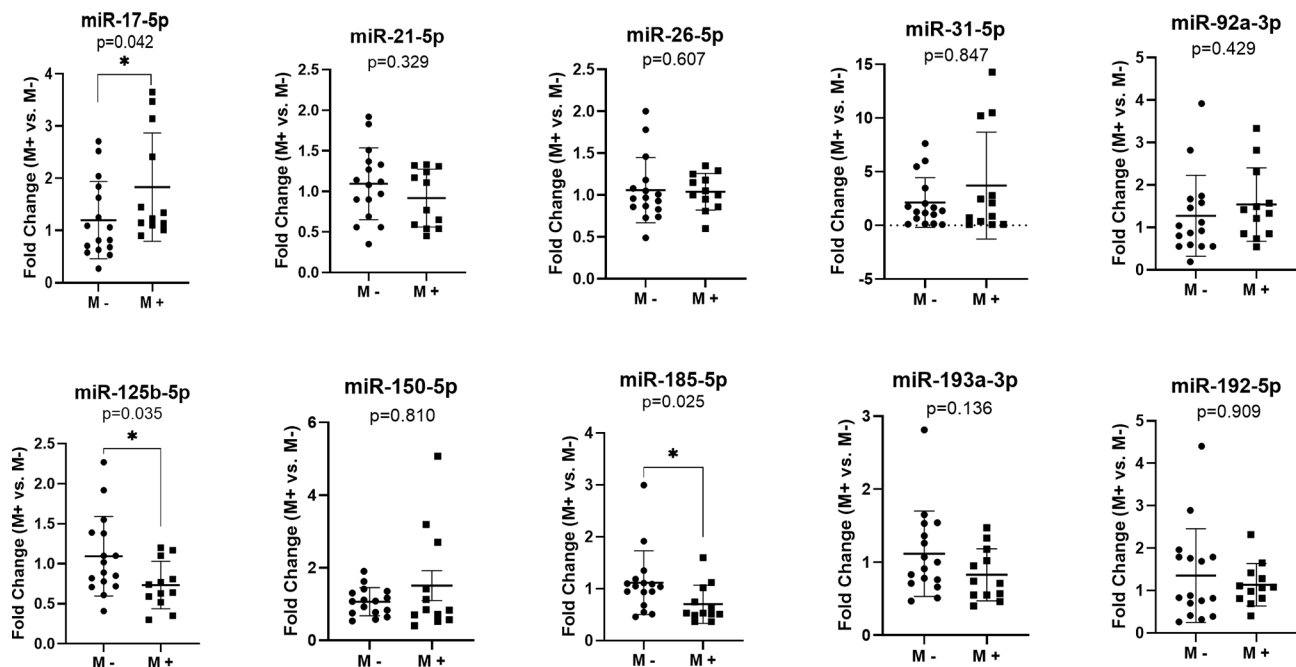 miR-17-5p
p=0.042
*
Fold Change (M+ vs. M-)
4
3
2
1
0
M -
M +
miR-21-5p
p=0.329
Fold Change (M+ vs. M-)
2.5
2.0
1.5
1.0
0.5
0.0
M -
M +
miR-26-5p
p=0.607
Fold Change (M+ vs. M-)
2.5
2.0
1.5
1.0
0.5
0.0
M -
M +
miR-31-5p
p=0.847
Fold Change (M+ vs. M-)
15
10
5
0
-5
M -
M +
miR-92a-3p
p=0.429
Fold Change (M+ vs. M-)
5
4
3
2
1
0
M -
M +
miR-125b-5p
p=0.035
*
Fold Change (M+ vs. M-)
2.5
2.0
1.5
1.0
0.5
0.0
M -
M +
miR-150-5p
p=0.810
Fold Change (M+ vs. M-)
6
4
2
0
M -
M +
miR-185-5p
p=0.025
*
Fold Change (M+ vs. M-)
4
3
2
1
0
M -
M +
miR-193a-3p
p=0.136
Fold Change (M+ vs. M-)
3
2
1
0
M -
M +
miR-192-5p
p=0.909
Fold Change (M+ vs. M-)
5
4
3
2
1
0
M -
M +